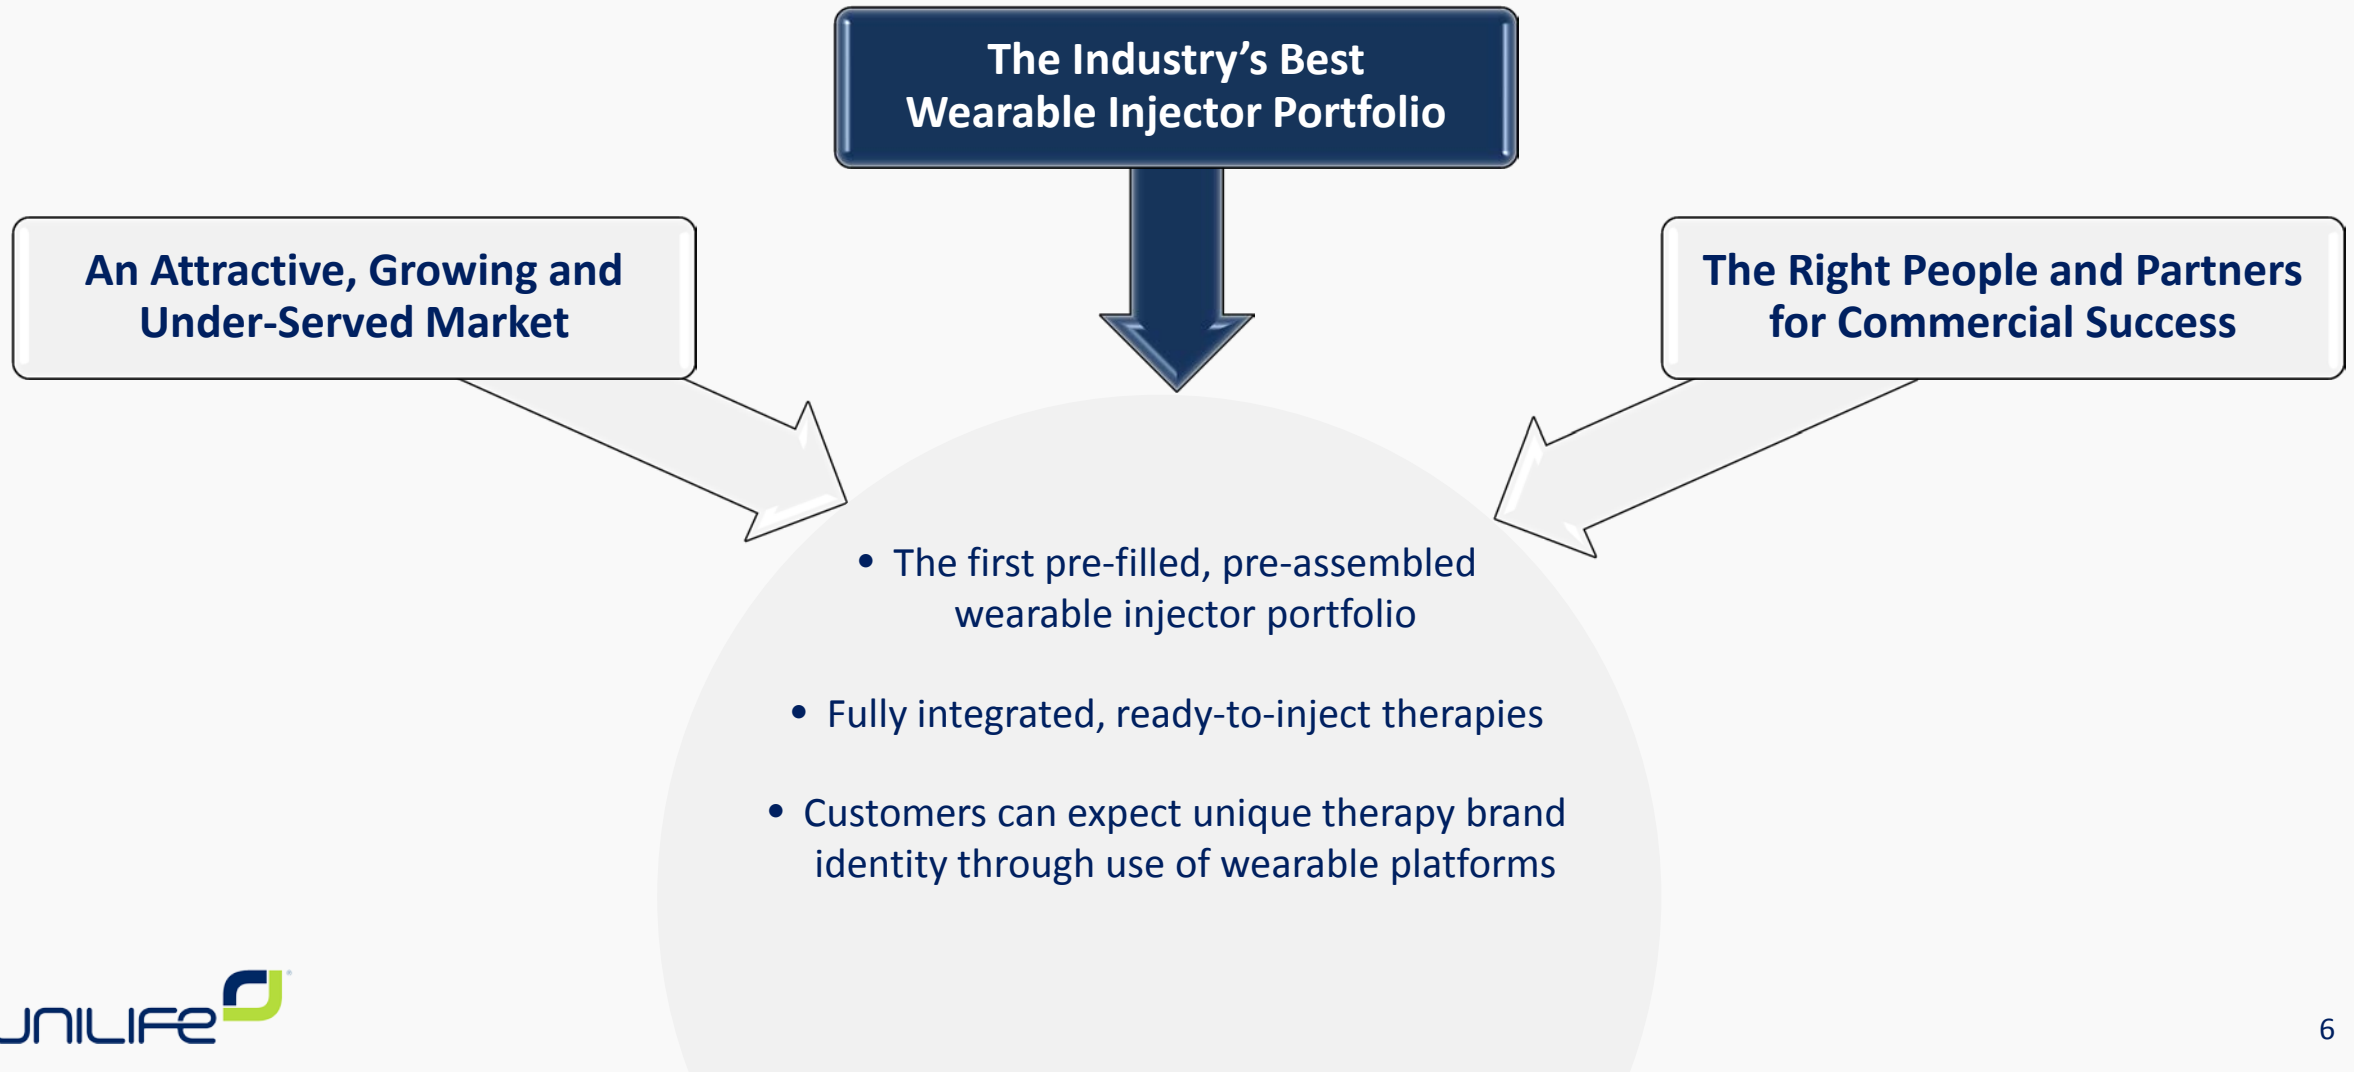 The Industry’s Best
Wearable Injector Portfolio
An Attractive, Growing and
Under-Served Market
The Right People and Partners
for Commercial Success
• The first pre-filled, pre-assembled
wearable injector portfolio
• Fully integrated, ready-to-inject therapies
• Customers can expect unique therapy brand
identity through use of wearable platforms
UNILIFE
6